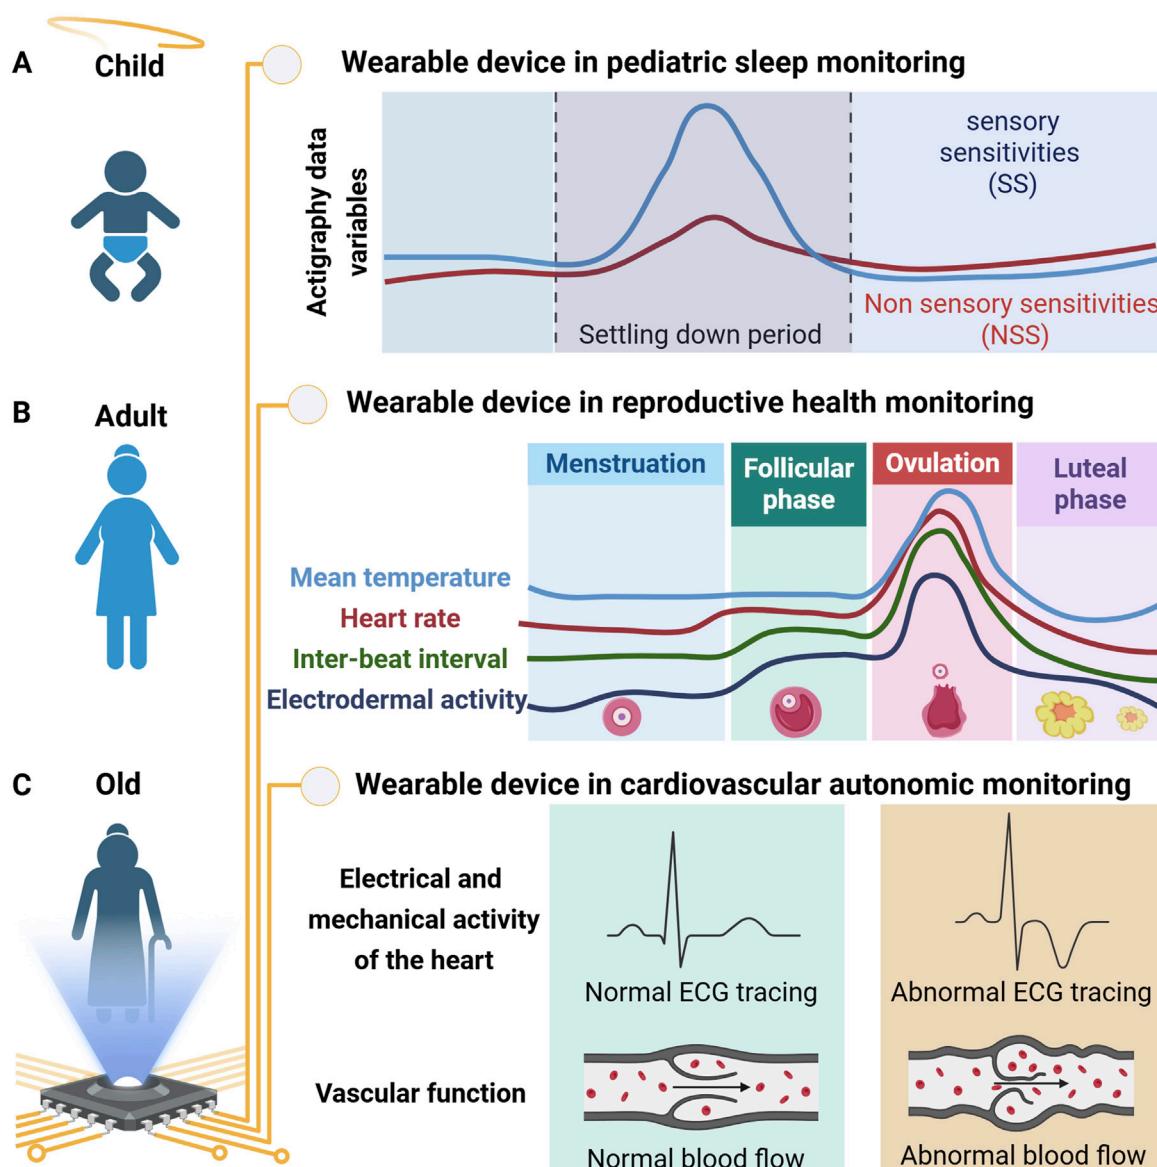 A
Child
Wearable device in pediatric sleep monitoring
Actigraphy data
variables
sensory
sensitivities
(SS)
Settling down period
Non sensory sensitivities
(NSS)
B
Adult
Wearable device in reproductive health monitoring
Menstruation
Follicular
phase
Ovulation
Luteal
phase
Mean temperature
Heart rate
Inter-beat interval
Electrodermal activity
C
Old
Wearable device in cardiovascular autonomic monitoring
Electrical and
mechanical activity
of the heart
Normal ECG tracing
Abnormal ECG tracing
Vascular function
Normal blood flow
Abnormal blood flow